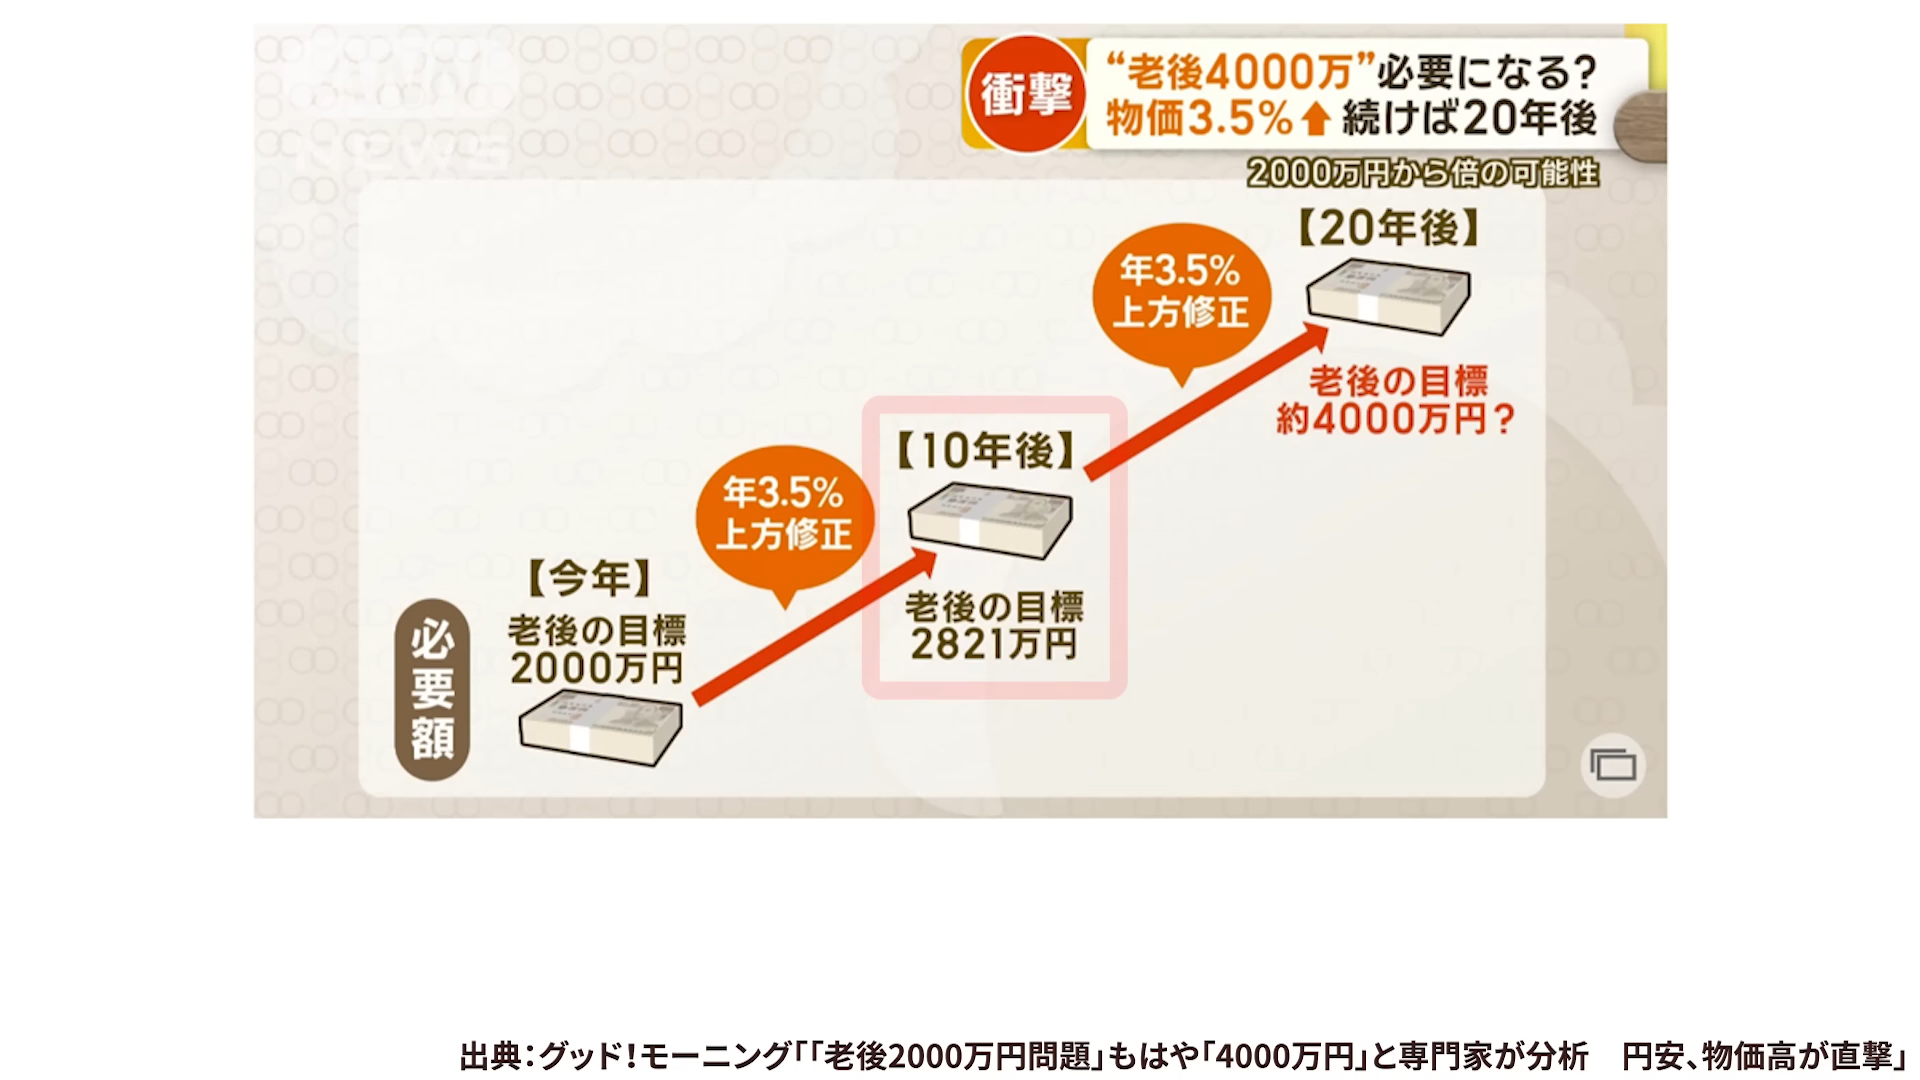 ANN
NEWS
衝撃
“老後4000万”必要になる？
物価3.5%⬆続けば20年後
2000万円から倍の可能性
【20年後】
年3.5%
上方修正
老後の目標
約4000万円？
【10年後】
年3.5%
上方修正
老後の目標
2821万円
【今年】
老後の目標
2000万円
必要額
出典：グッド！モーニング「「老後2000万円問題」もはや「4000万円」と専門家が分析　円安、物価高が直撃」